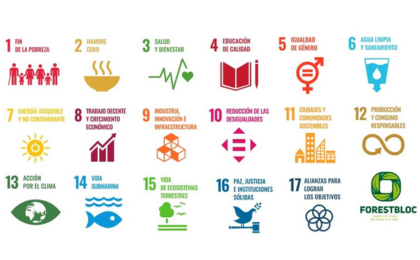 1 FIN
DE LA POBREZA
2 HAMBRE
CERO
3 SALUD
Y BIENESTAR
4 EDUCACIÓN
DE CALIDAD
5 IGUALDAD
DE GÉNERO
6 AGUA LIMPIA
Y SANEAMIENTO
7 ENERGÍA ASEQUIBLE
Y NO CONTAMINANTE
8 TRABAJO DECENTE
Y CRECIMIENTO
ECONÓMICO
9 INDUSTRIA,
INNOVACIÓN E
INFRAESTRUCTURA
10 REDUCCIÓN DE LAS
DESIGUALDADES
11 CIUDADES Y
COMUNIDADES
SOSTENIBLES
12 PRODUCCIÓN
Y CONSUMO
RESPONSABLES
13 ACCIÓN
POR EL CLIMA
14 VIDA
SUBMARINA
15 VIDA
DE ECOSISTEMAS
TERRESTRES
16 PAZ, JUSTICIA
E INSTITUCIONES
SÓLIDAS
17 ALIANZAS PARA
LOGRAR
LOS OBJETIVOS
FORESTBLOC